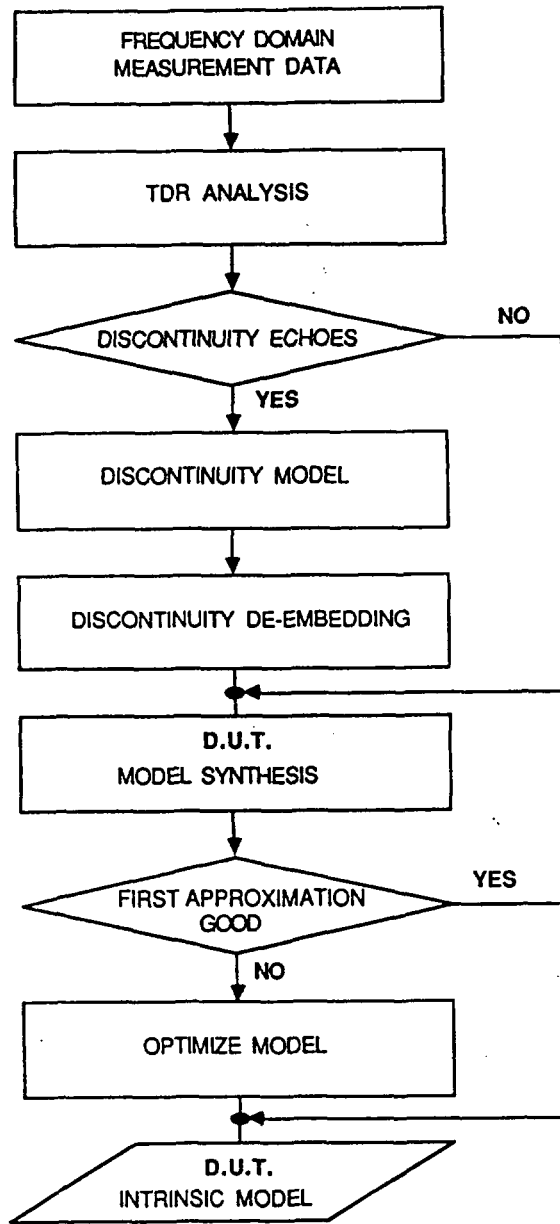 FREQUENCY DOMAIN
MEASUREMENT DATA
TDR ANALYSIS
DISCONTINUITY ECHOES
NO
YES
DISCONTINUITY MODEL
DISCONTINUITY DE-EMBEDDING
D.U.T.
MODEL SYNTHESIS
FIRST APPROXIMATION
GOOD
YES
NO
OPTIMIZE MODEL
D.U.T.
INTRINSIC MODEL